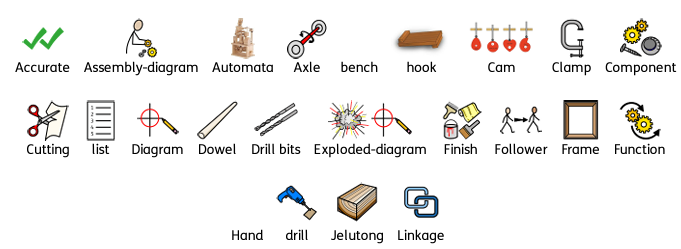 Accurate Assembly-diagram Automata Axle bench hook Cam Clamp Component
Cutting list Diagram Dowel Drill bits Exploded-diagram Finish Follower Frame Function
Hand drill Jelutong Linkage